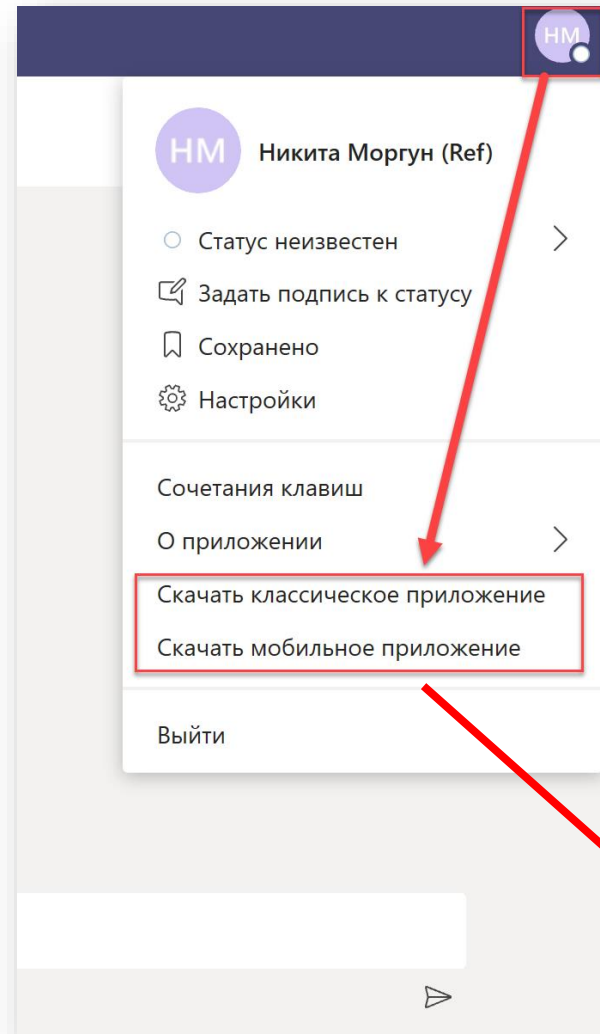 НМ
НМ
Никита Моргун (Ref)
Статус неизвестен
Задать подпись к статусу
Сохранено
Настройки
Сочетания клавиш
О приложении
Скачать классическое приложение
Скачать мобильное приложение
Выйти